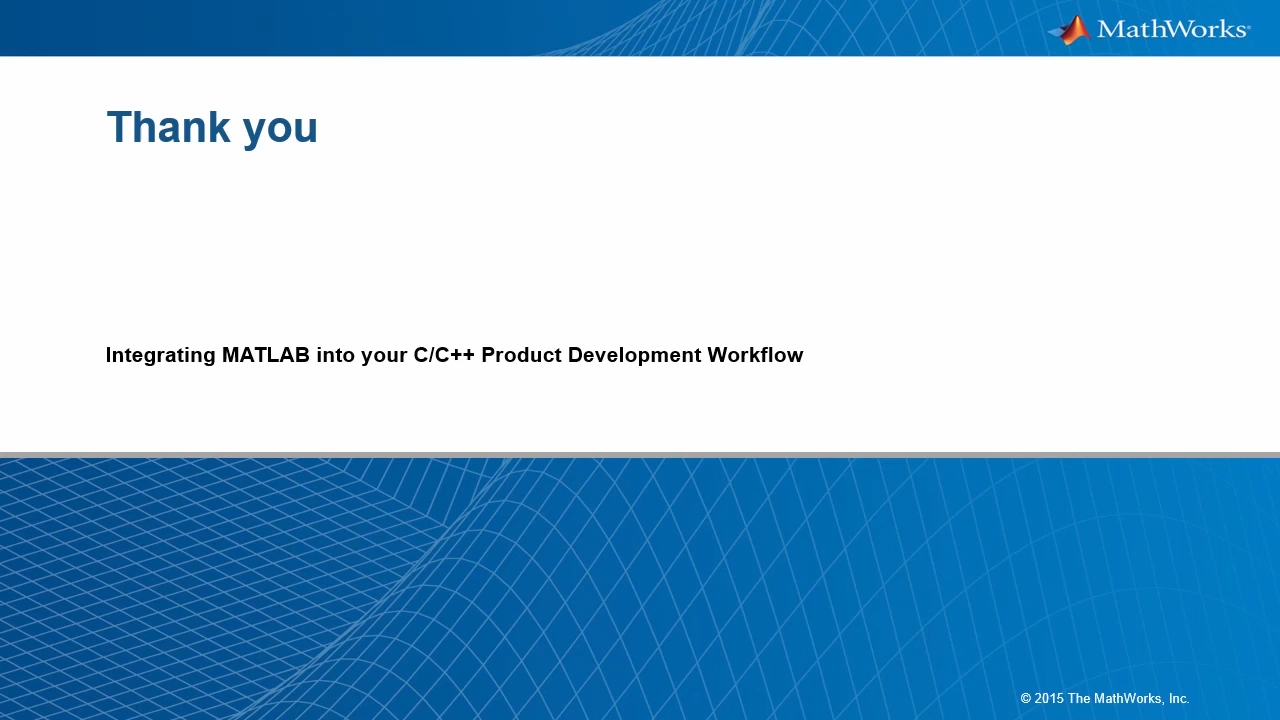 MathWorks®
Thank you
Integrating MATLAB into your C/C++ Product Development Workflow
© 2015 The MathWorks, Inc.